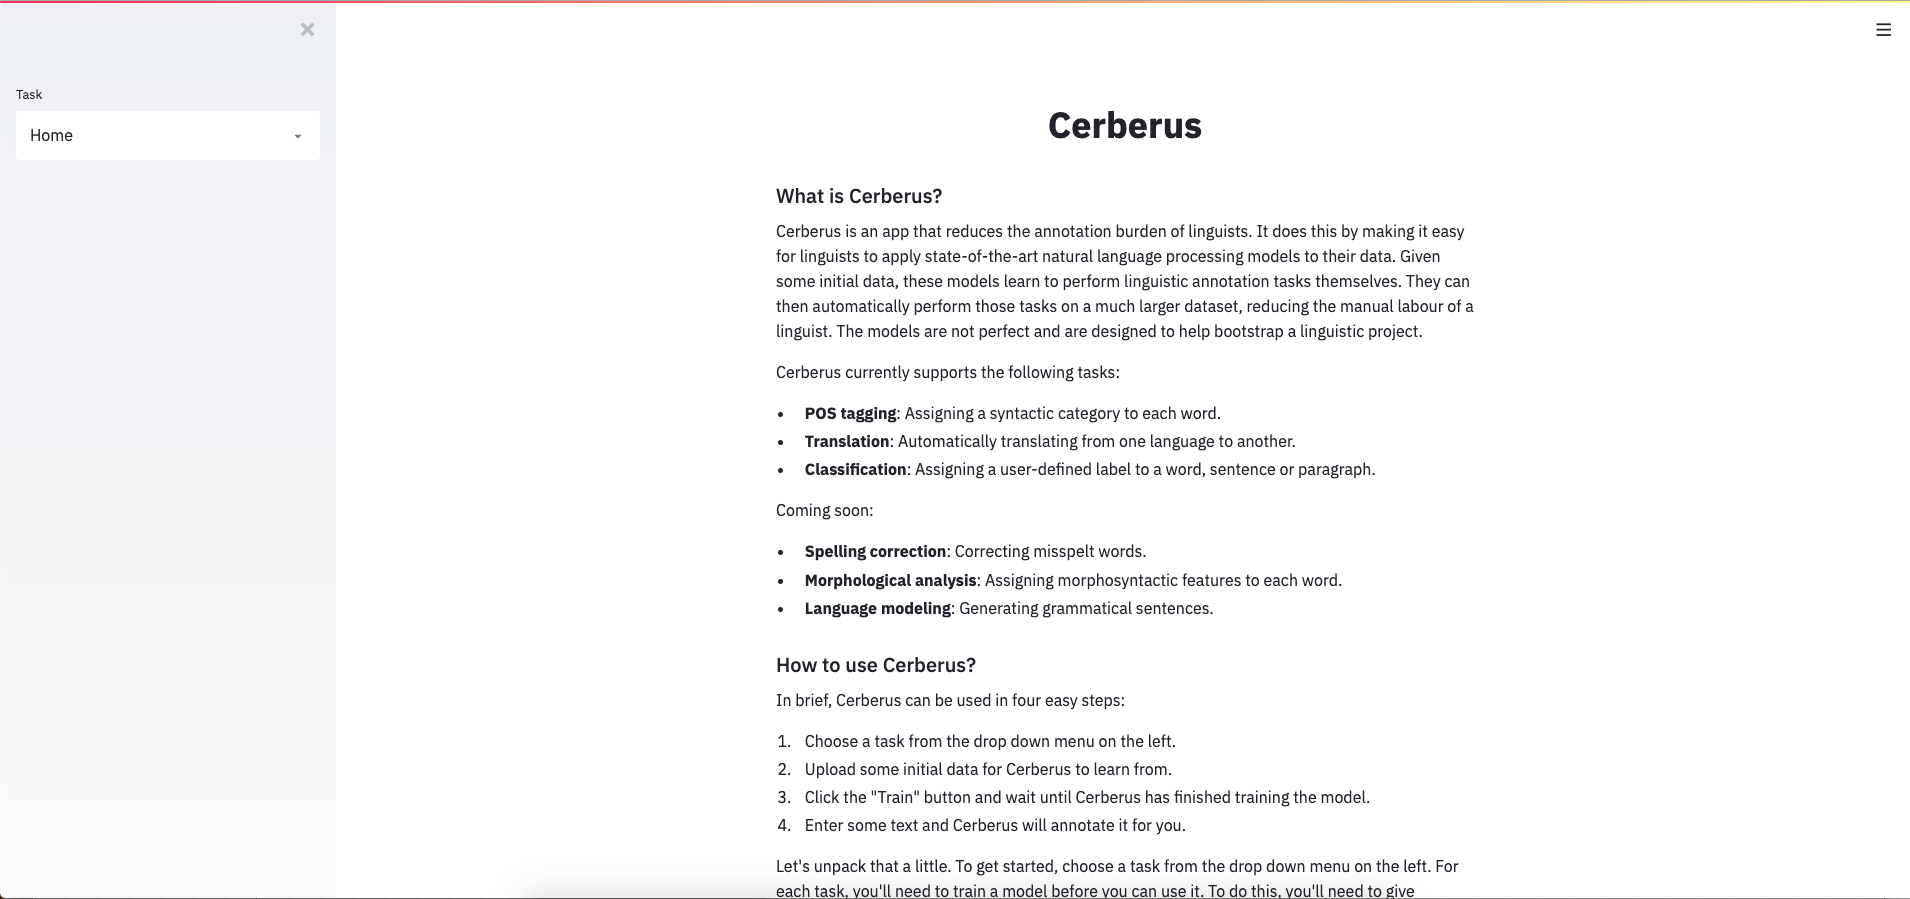 Task
Home
Cerberus
What is Cerberus?
Cerberus is an app that reduces the annotation burden of linguists. It does this by making it easy
for linguists to apply state-of-the-art natural language processing models to their data. Given
some initial data, these models learn to perform linguistic annotation tasks themselves. They can
then automatically perform those tasks on a much larger dataset, reducing the manual labour of a
linguist. The models are not perfect and are designed to help bootstrap a linguistic project.
Cerberus currently supports the following tasks:
• POS tagging: Assigning a syntactic category to each word.
• Translation: Automatically translating from one language to another.
• Classification: Assigning a user-defined label to a word, sentence or paragraph.
Coming soon:
• Spelling correction: Correcting misspelt words.
• Morphological analysis: Assigning morphosyntactic features to each word.
• Language modeling: Generating grammatical sentences.
How to use Cerberus?
In brief, Cerberus can be used in four easy steps:
1. Choose a task from the drop down menu on the left.
2. Upload some initial data for Cerberus to learn from.
3. Click the "Train" button and wait until Cerberus has finished training the model.
4. Enter some text and Cerberus will annotate it for you.
Let's unpack that a little. To get started, choose a task from the drop down menu on the left. For
each task, you'll need to train a model before you can use it. To do this, you'll need to give